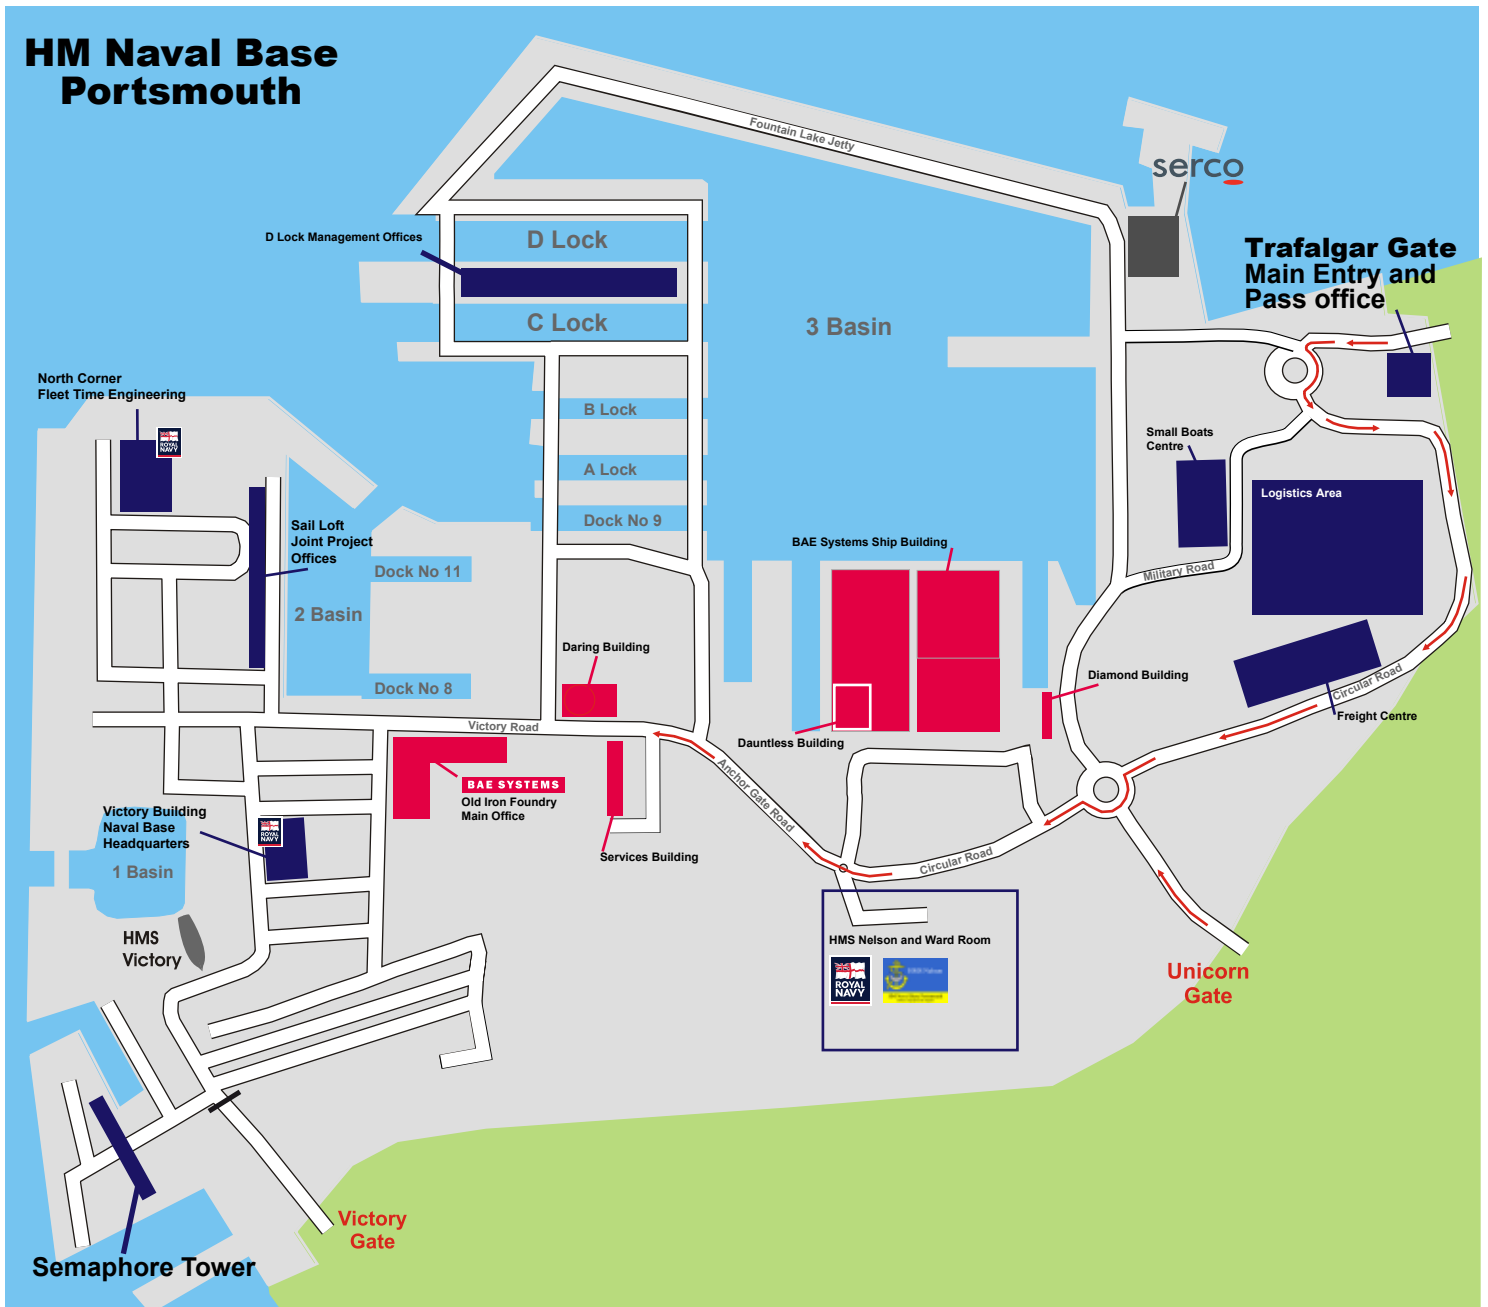 HM Naval Base
Portsmouth
Fountain Lake Jetty
serco
D Lock Management Offices
D Lock
C Lock
3 Basin
Trafalgar Gate
Main Entry and
Pass office
North Corner
Fleet Time Engineering
ROYAL
NAVY
B Lock
A Lock
Dock No 9
Small Boats
Centre
Logistics Area
Sail Loft
Joint Project
Offices
Dock No 11
2 Basin
Dock No 8
BAE Systems Ship Building
Military Road
Daring Building
Diamond Building
Circular Road
Freight Centre
Victory Road
Dauntless Building
Anchor Gate Road
BAE SYSTEMS
Old Iron Foundry
Main Office
Services Building
Victory Building
Naval Base
Headquarters
ROYAL
NAVY
1 Basin
Circular Road
HMS
Victory
HMS Nelson and Ward Room
ROYAL
NAVY
Unicorn
Gate
Victory
Gate
Semaphore Tower